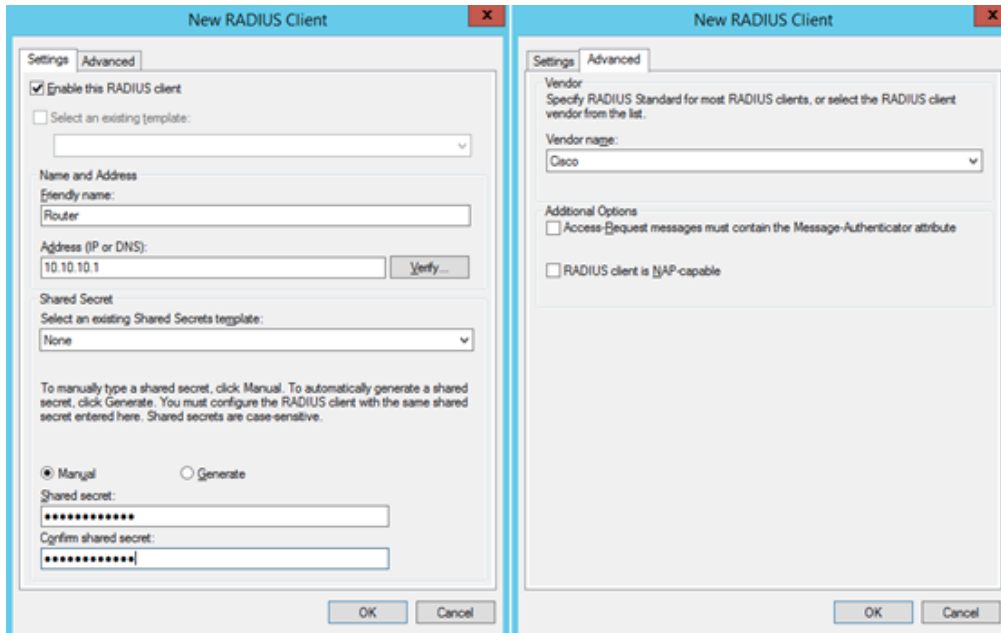 New RADIUS Client
x
Settings
Advanced
Enable this RADIUS client
Select an existing template:
Name and Address
Friendly name:
Router
Address (IP or DNS):
10.10.10.1
Verify...
Shared Secret
Select an existing Shared Secrets template:
None
To manually type a shared secret, click Manual. To automatically generate a shared
secret, click Generate. You must configure the RADIUS client with the same shared
secret entered here. Shared secrets are case-sensitive.
Manual
Generate
Shared secret:
••••••••••••
Confirm shared secret:
••••••••••••
OK
Cancel
New RADIUS Client
x
Settings
Advanced
Vendor
Specify RADIUS Standard for most RADIUS clients, or select the RADIUS client
vendor from the list.
Vendor name:
Cisco
Additional Options
Access-Request messages must contain the Message-Authenticator attribute
RADIUS client is NAP-capable
OK
Cancel